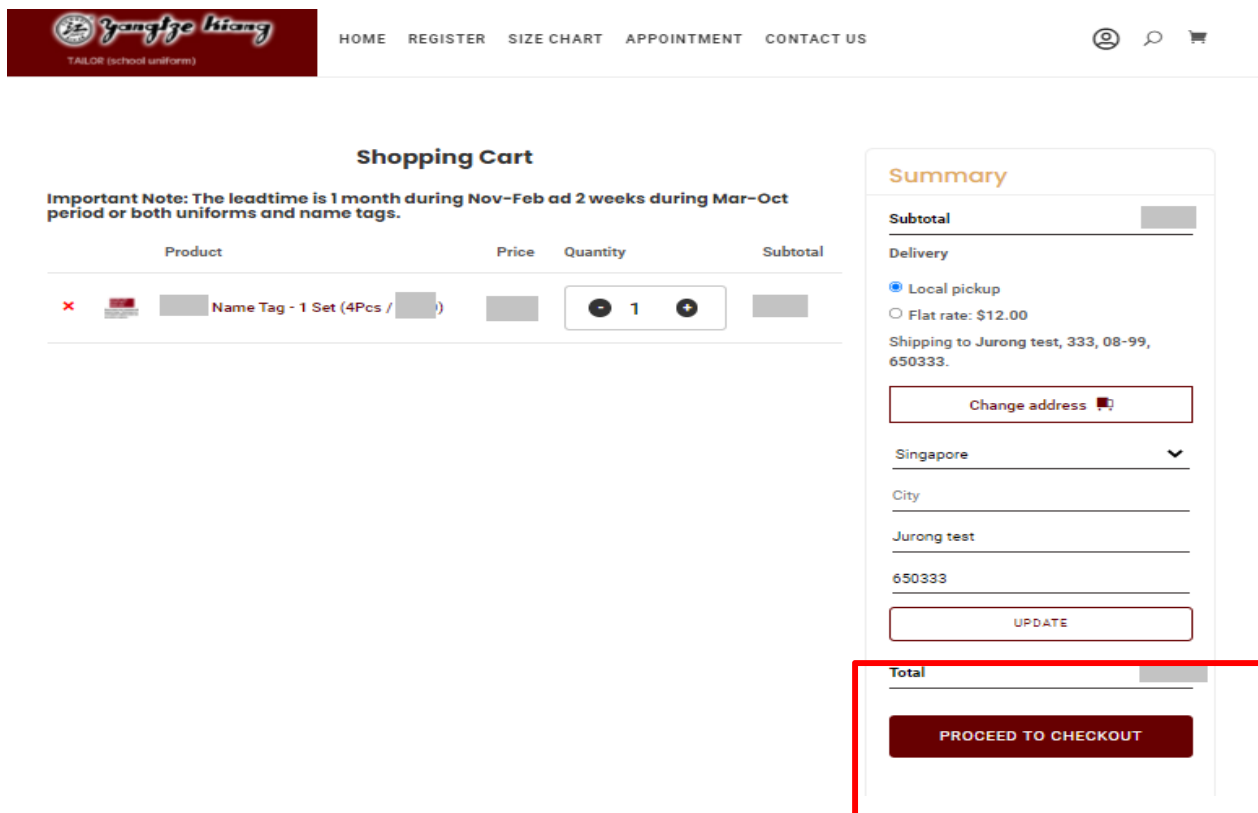 Yangtze Kiang
TAILOR (school uniform)
HOME REGISTER SIZE CHART APPOINTMENT CONTACT US
Shopping Cart
Important Note: The leadtime is 1 month during Nov-Feb ad 2 weeks during Mar-Oct
period or both uniforms and name tags.
Product Price Quantity Subtotal
× Name Tag - 1 Set (4Pcs / ) - 1 +
Summary
Subtotal
Delivery
Local pickup
Flat rate: $12.00
Shipping to Jurong test, 333, 08-99,
650333.
Change address
Singapore
City
Jurong test
650333
UPDATE
Total
PROCEED TO CHECKOUT